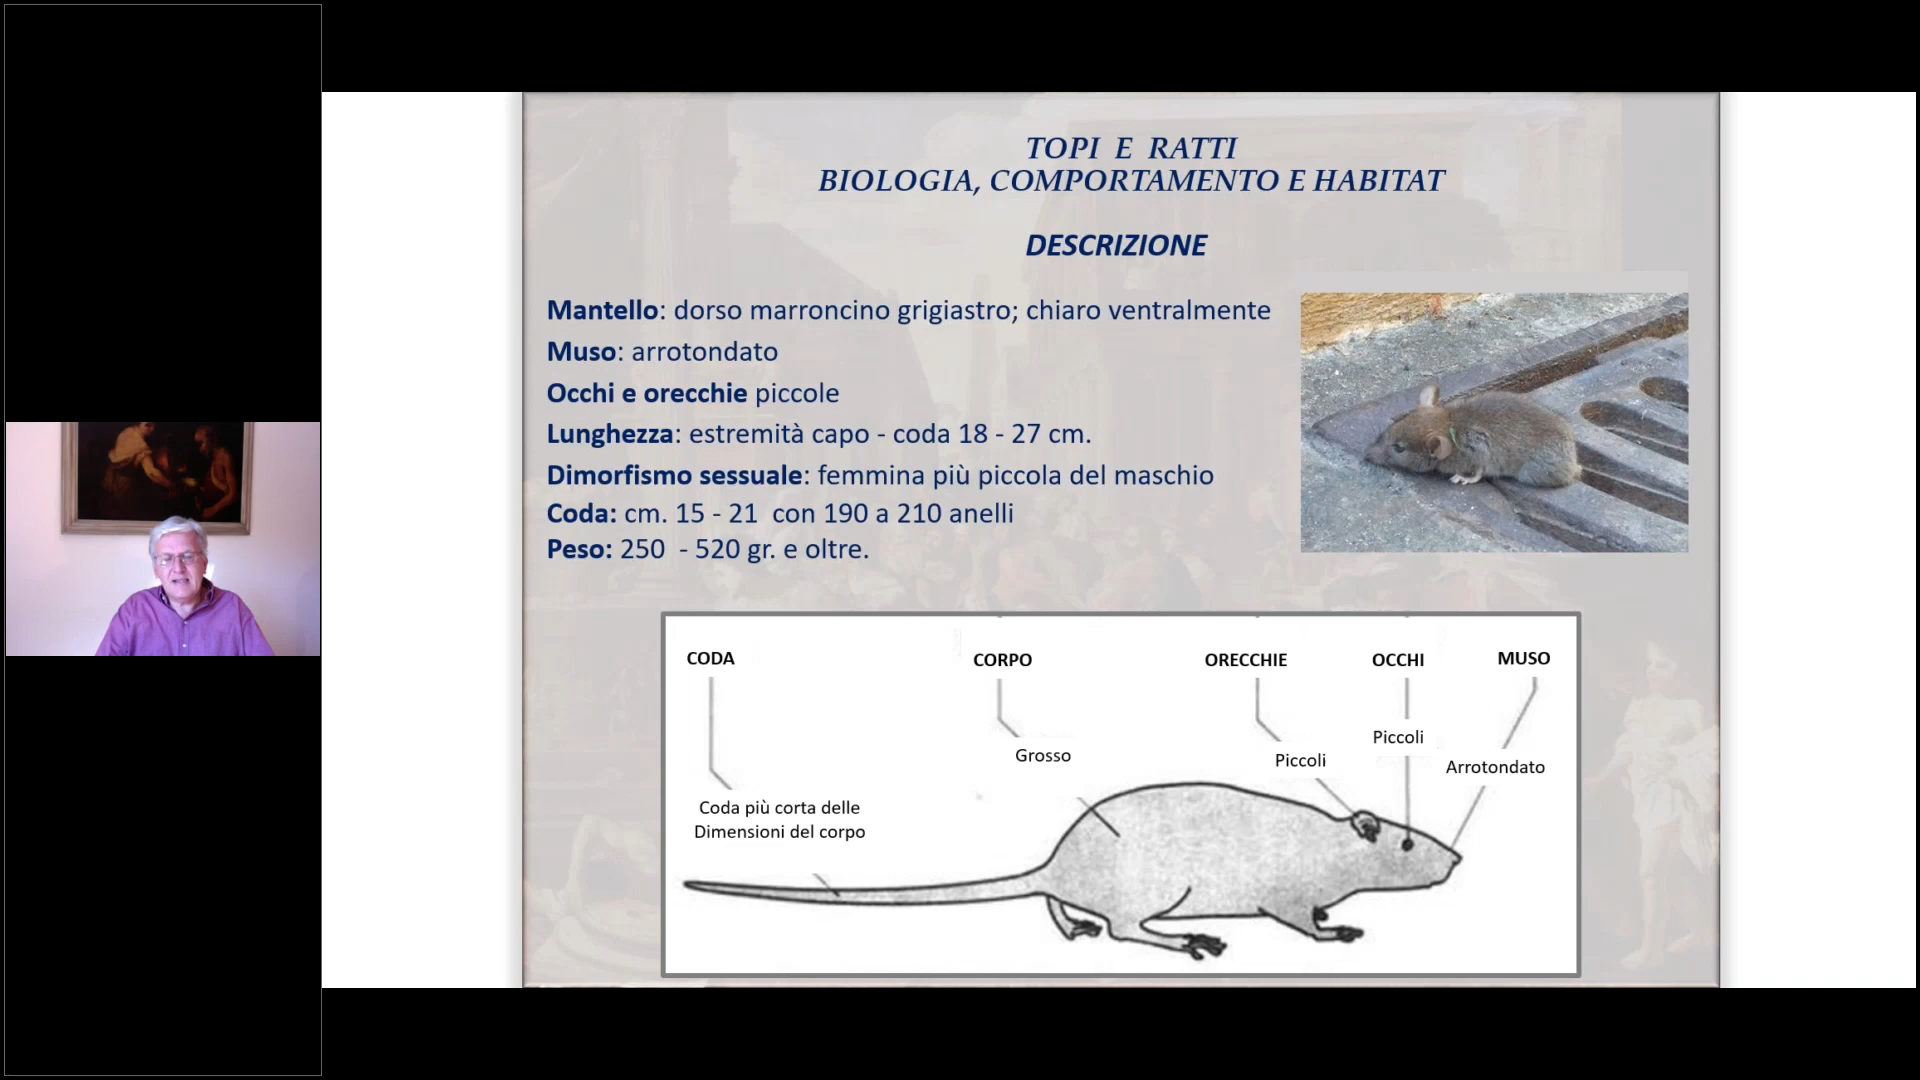 TOPI E RATTI
BIOLOGIA, COMPORTAMENTO E HABITAT
DESCRIZIONE
Mantello: dorso marroncino grigiastro; chiaro ventralmente
Muso: arrotondato
Occhi e orecchie piccole
Lunghezza: estremità capo - coda 18 - 27 cm.
Dimorfismo sessuale: femmina più piccola del maschio
Coda: cm. 15 - 21 con 190 a 210 anelli
Peso: 250 - 520 gr. e oltre.
CODA
CORPO
ORECCHIE
OCCHI
MUSO
Coda più corta delle
Dimensioni del corpo
Grosso
Piccoli
Piccoli
Arrotondato